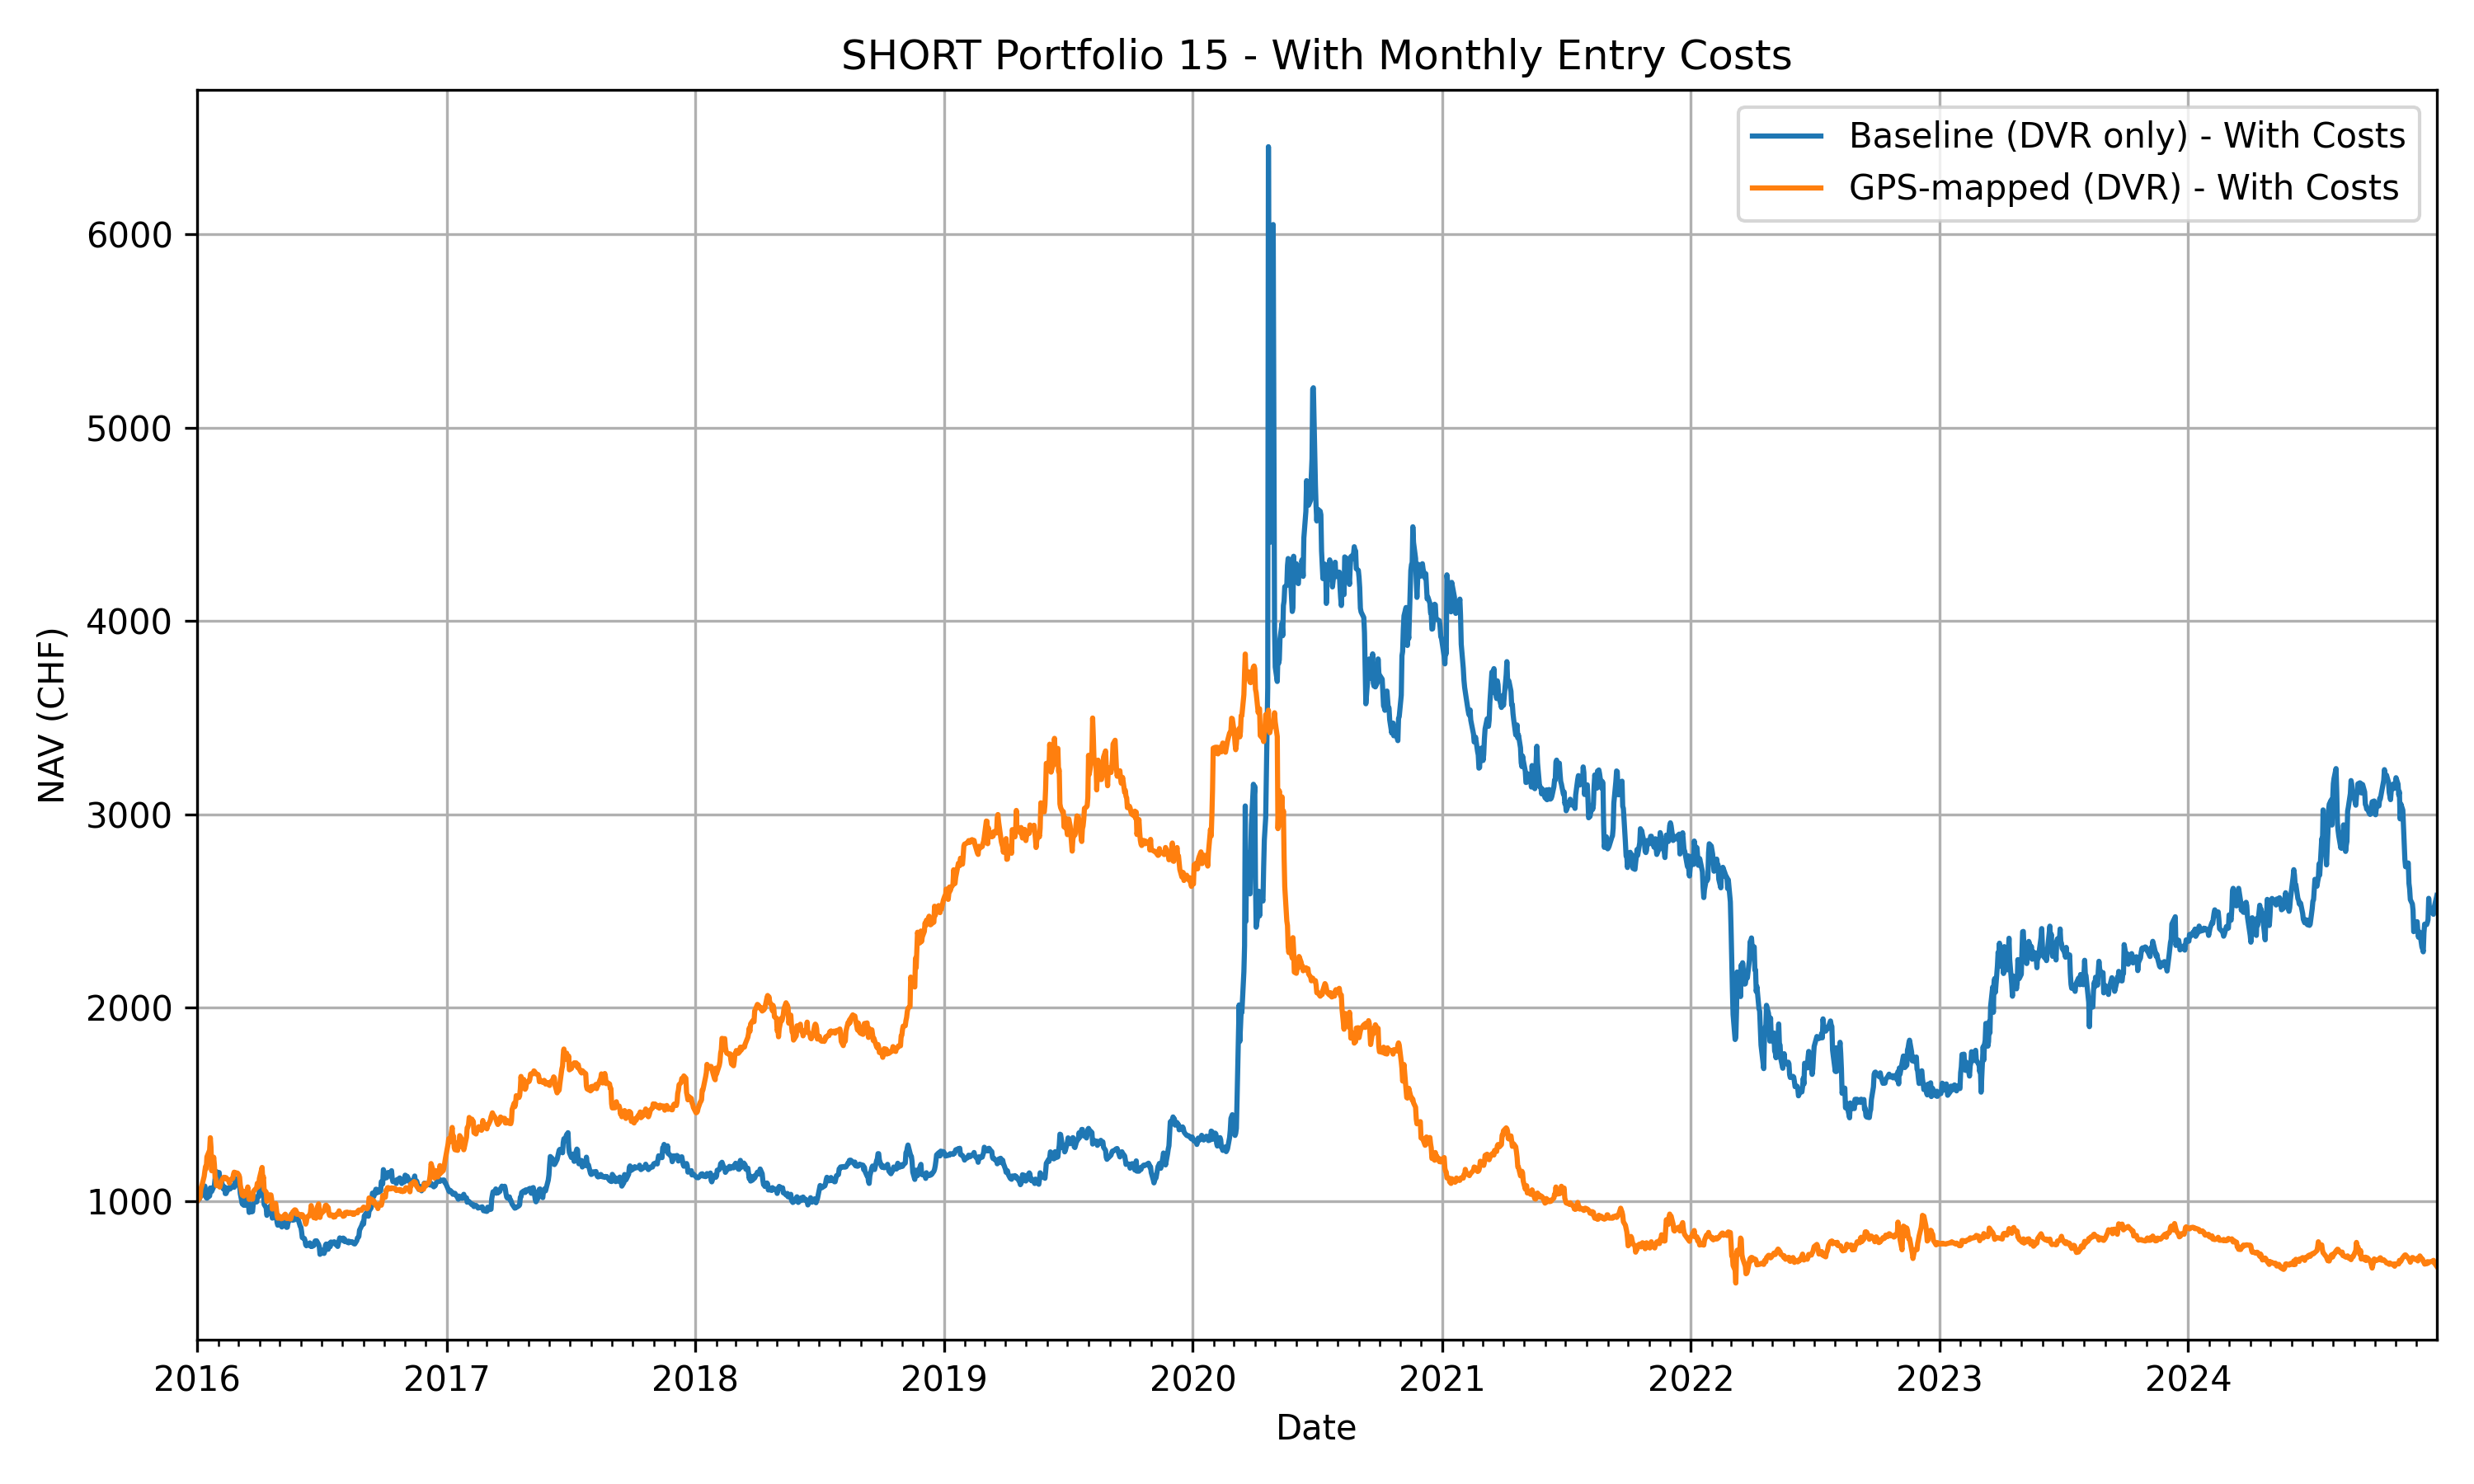 SHORT Portfolio 15 - With Monthly Entry Costs
Baseline (DVR only) - With Costs
GPS-mapped (DVR) - With Costs
NAV (CHF)
6000
5000
4000
3000
2000
1000
2016 2017 2018 2019 2020 2021 2022 2023 2024
Date